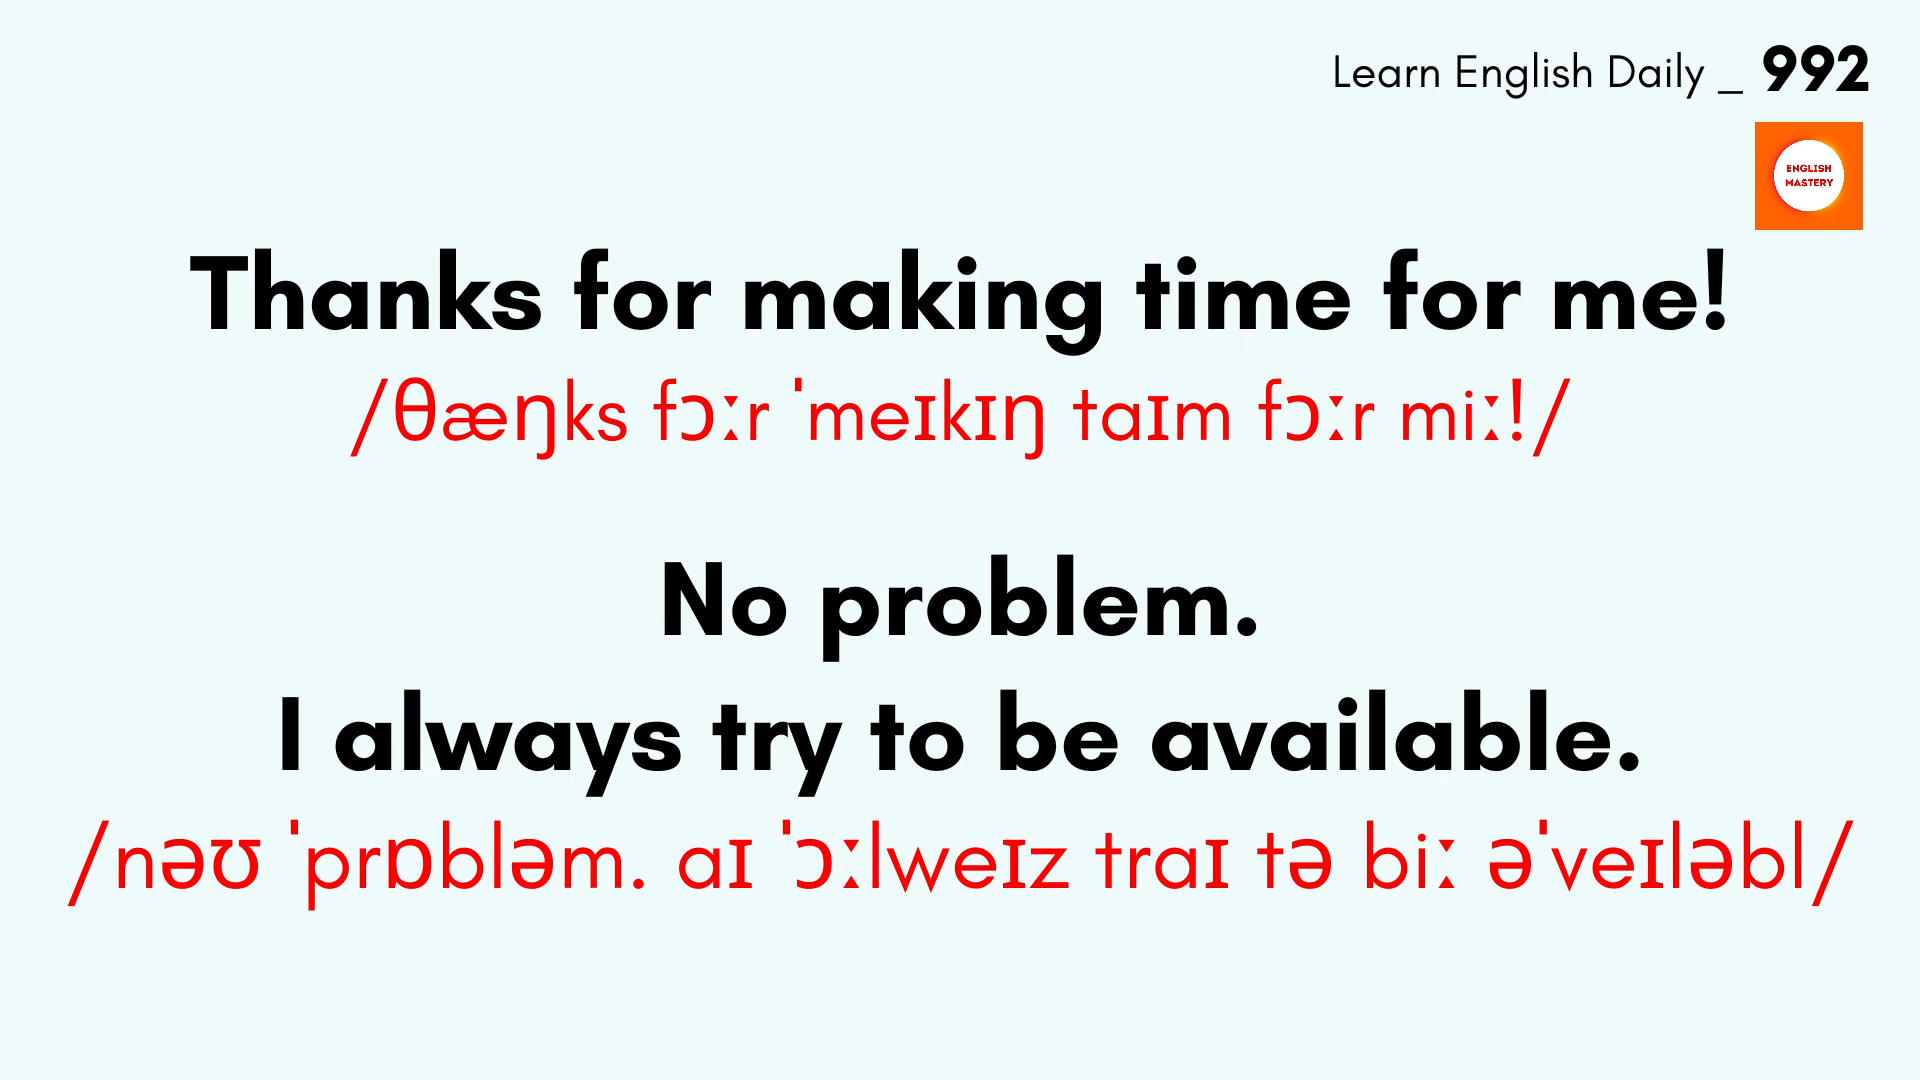 Learn English Daily _ 992
ENGLISH
MASTERY
Thanks for making time for me!
/θæŋks fɔːr ˈmeɪkɪŋ taɪm fɔːr miː!/
No problem.
I always try to be available.
/nəʊ ˈprɒbləm. aɪ ˈɔːlweɪz traɪ tə biː əˈveɪləbl/